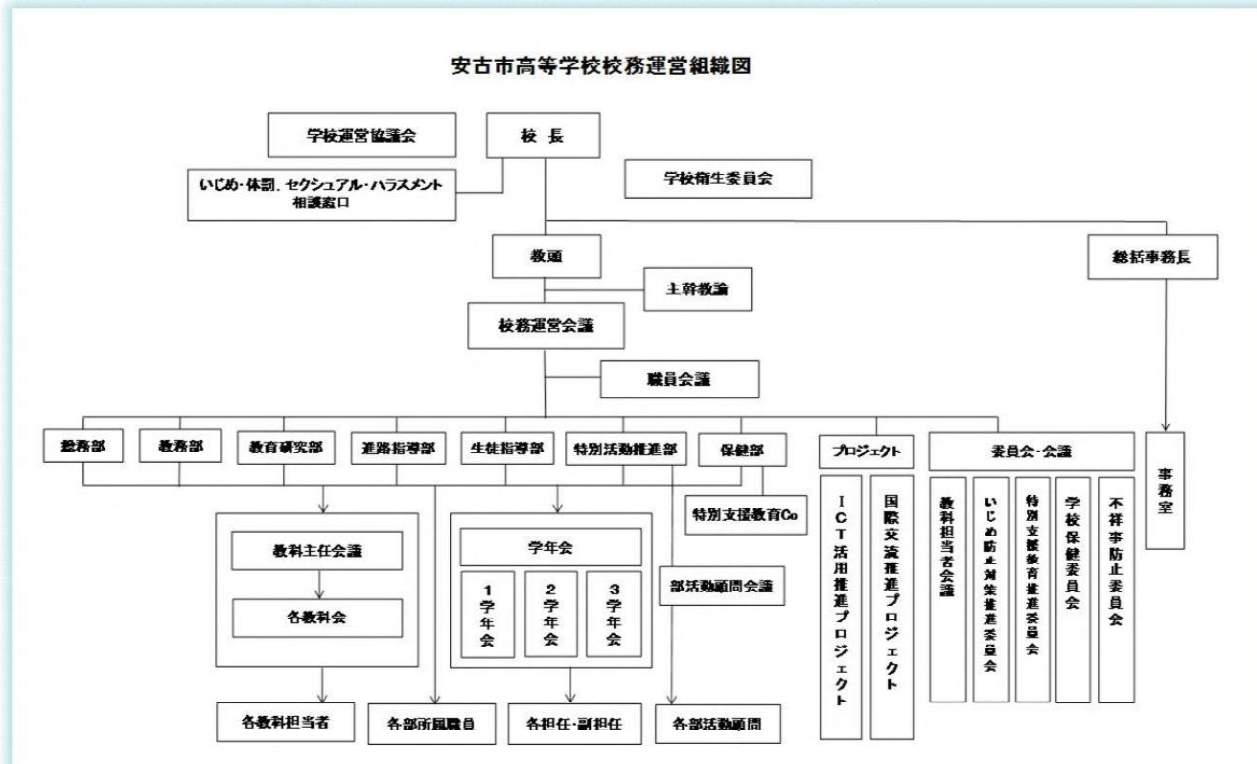 安古市高等学校校務運営組織図
学校運営協議会
校 長
いじめ・体罰、セクシュアル・ハラスメント
相談窓口
学校衛生委員会
教頭
総括事務長
主幹教諭
校務運営会議
職員会議
総務部
教務部
教育研究部
進路指導部
生徒指導部
特別活動推進部
保健部
プロジェクト
委員会・会議
事務室
特別支援教育Co
教科主任会議
各教科会
学年会
1学年会
2学年会
3学年会
部活動顧問会議
ICT活用推進プロジェクト
国際交流推進プロジェクト
教科担当者会議
いじめ防止対策推進委員会
特別支援教育推進委員会
学校保健委員会
不祥事防止委員会
各教科担当者
各部所属職員
各担任・副担任
各部活動顧問